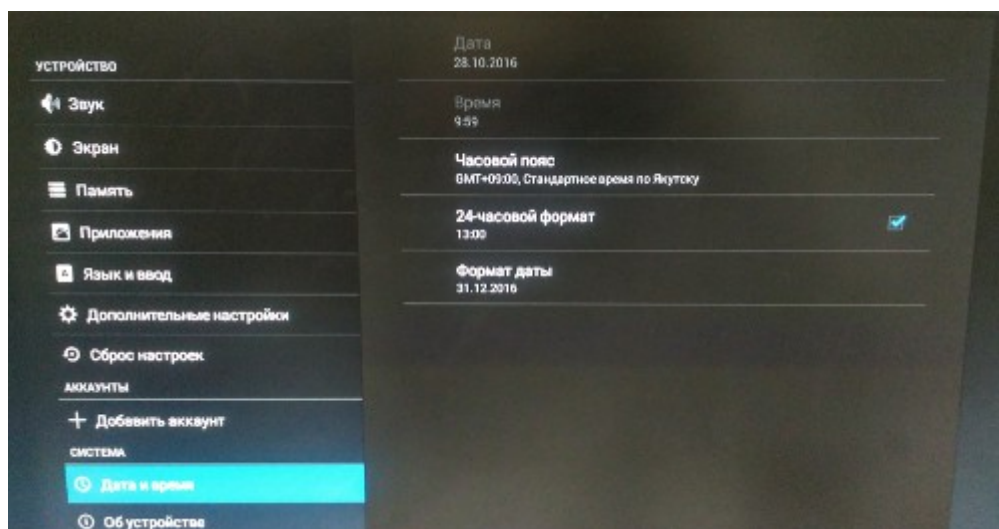 УСТРОЙСТВО
Звук
Экран
Память
Приложения
Язык и ввод
Дополнительные настройки
Сброс настроек
АККАУНТЫ
Добавить аккаунт
СИСТЕМА
Дата и время
Об устройстве
Дата
28.10.2016
Время
9:59
Часовой пояс
GMT+09:00, Стандартное время по Якутску
24-часовой формат
13:00
Формат даты
31.12.2016